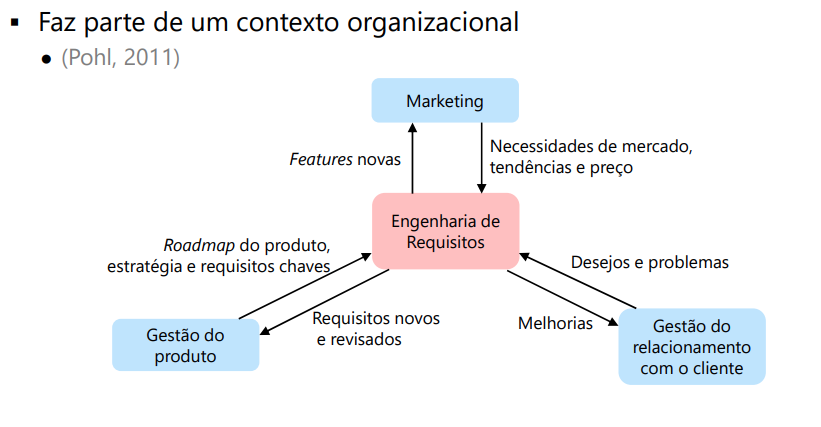 ▪ Faz parte de um contexto organizacional
● (Pohl, 2011)
Marketing
Features novas
Necessidades de mercado,
tendências e preço
Engenharia de
Requisitos
Roadmap do produto,
estratégia e requisitos chaves
Desejos e problemas
Requisitos novos
e revisados
Melhorias
Gestão do
produto
Gestão do
relacionamento
com o cliente